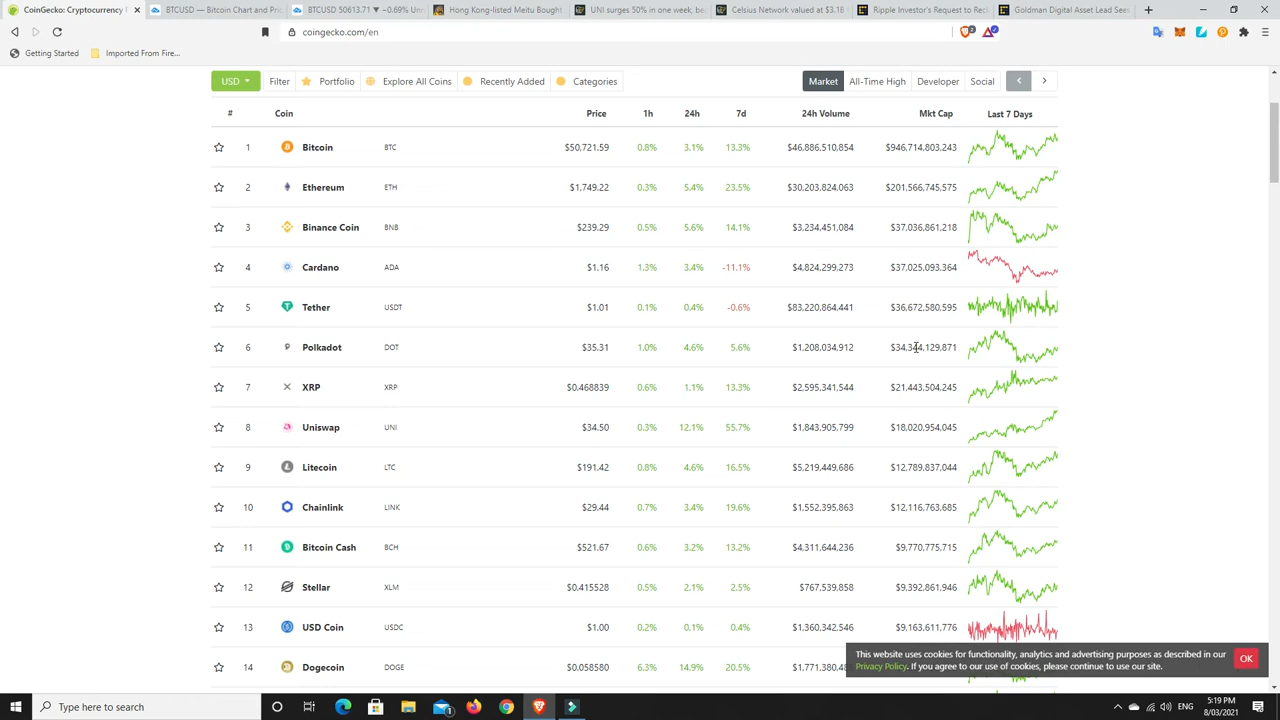 CoinGecko: Cryptocurrency
BTCUSD — Bitcoin Chart and Pric
BTCUSD 50613.71 ▼ −0.69% Unn
Hong Kong-listed Meitu Bought
UNI surges 50% in one week, be
Celsius Network valued at $3.18
Ripple Investor's Request to Rec
Goldman Digital Asset Lead Sees
coingecko.com/en
Getting Started
Imported From Fire...
USD
Filter
Portfolio
Explore All Coins
Recently Added
Categories
Market
All-Time High
Developer
Social
# Coin Price 1h 24h 7d 24h Volume Mkt Cap Last 7 Days
1 Bitcoin BTC $50,721.59 0.8% 3.1% 13.3% $46,886,510,854 $946,714,803,243
2 Ethereum ETH $1,749.22 0.3% 5.4% 23.5% $30,203,824,063 $201,566,745,575
3 Binance Coin BNB $239.29 0.5% 5.6% 14.1% $3,234,451,084 $37,036,861,218
4 Cardano ADA $1.16 1.3% 3.4% -11.1% $4,824,299,273 $37,025,093,364
5 Tether USDT $1.01 0.1% 0.4% -0.6% $83,220,864,441 $36,672,580,595
6 Polkadot DOT $35.31 1.0% 4.6% 5.6% $1,208,034,912 $34,344,129,871
7 XRP XRP $0.468839 0.6% 1.1% 13.3% $2,595,341,544 $21,443,504,245
8 Uniswap UNI $34.50 0.3% 12.1% 55.7% $1,843,905,799 $18,020,954,045
9 Litecoin LTC $191.42 0.8% 4.6% 16.5% $5,219,449,686 $12,789,837,044
10 Chainlink LINK $29.44 0.7% 3.4% 19.6% $1,552,395,863 $12,116,763,685
11 Bitcoin Cash BCH $521.67 0.6% 3.2% 13.2% $4,311,644,236 $9,770,775,715
12 Stellar XLM $0.415528 0.5% 2.1% 2.5% $767,539,858 $9,392,861,946
13 USD Coin USDC $1.00 0.2% 0.1% 0.4% $1,360,342,546 $9,163,611,776
14 Dogecoin DOGE $0.058580 6.3% 14.9% 20.5%
This website uses cookies for functionality, analytics and advertising purposes as described in our
Privacy Policy. If you agree to our use of cookies, please continue to use our site.
OK
Type here to search
ENG
5:19 PM
8/03/2021